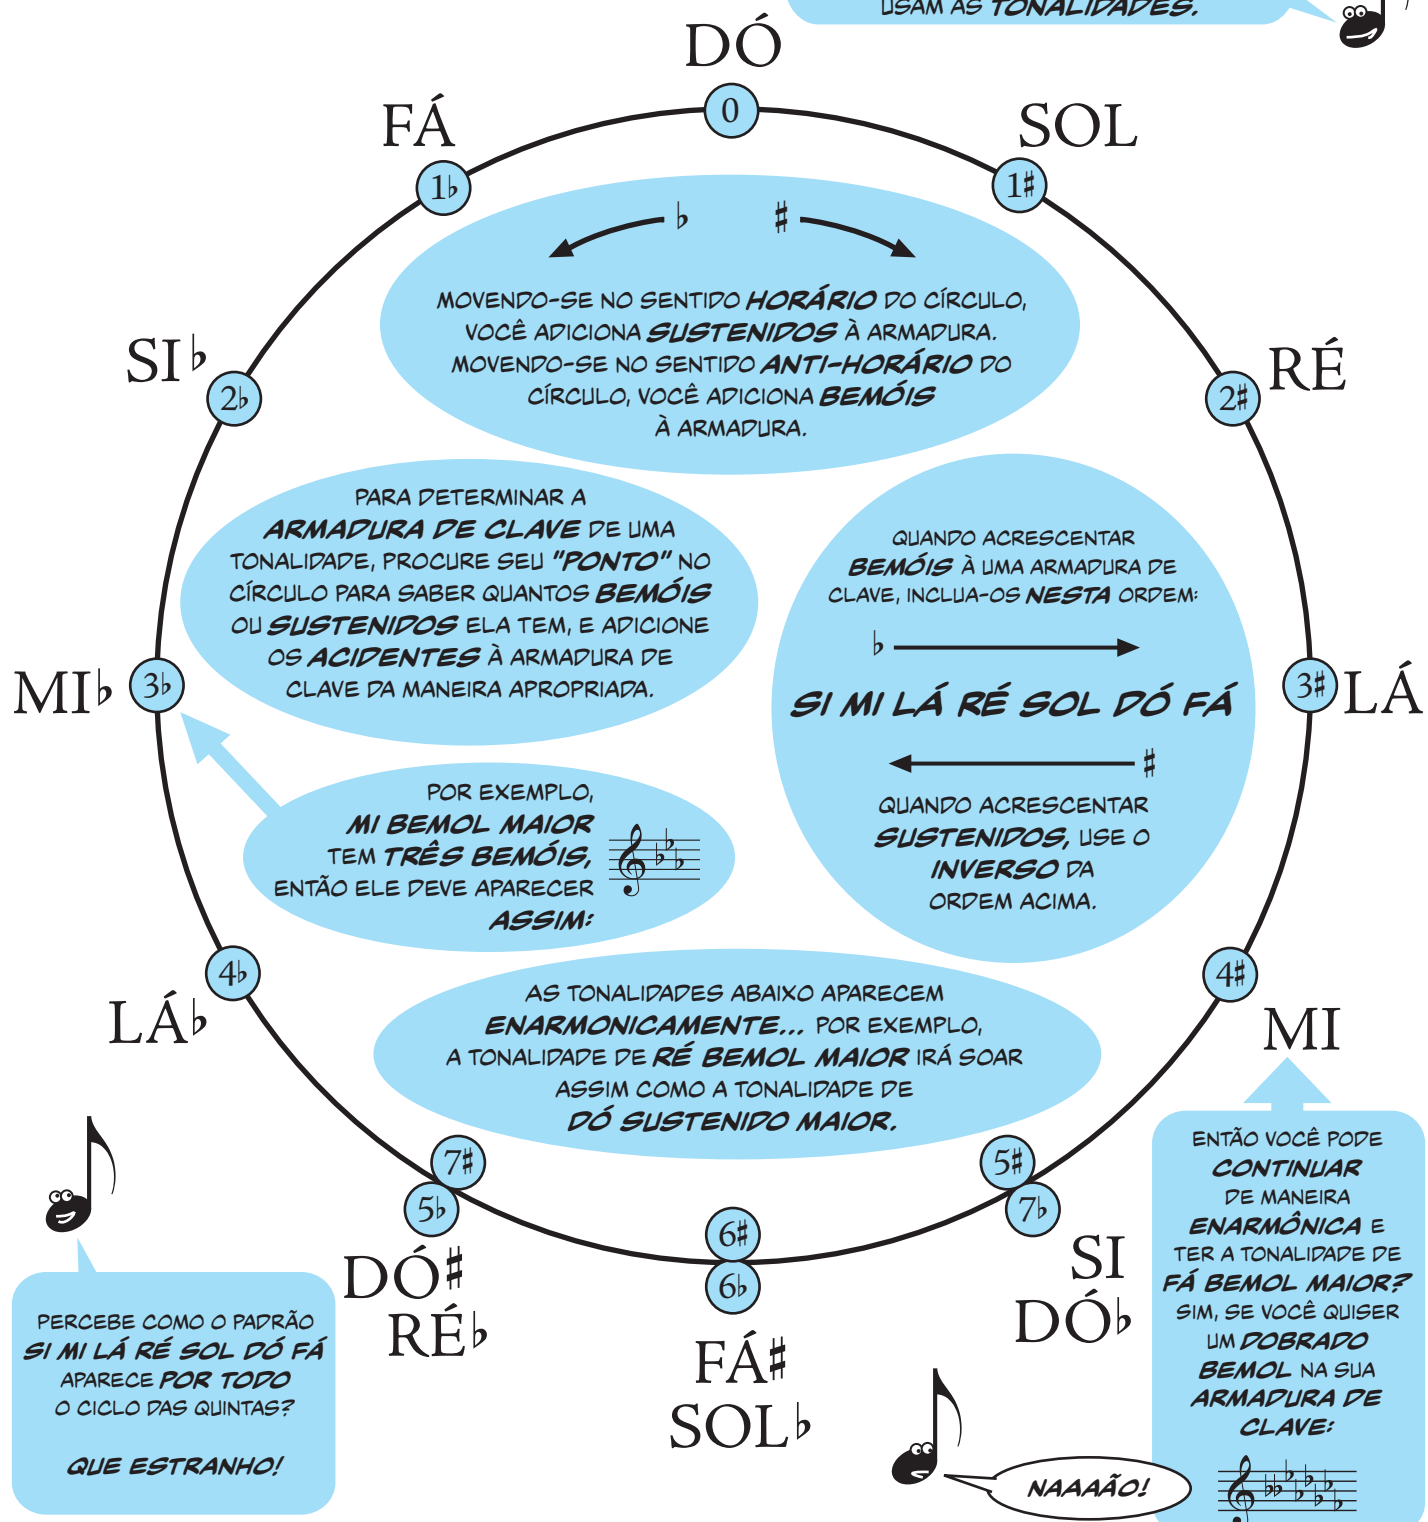 USAM AS TONALIDADES.
DÓ
0
FÁ
1♭
SOL
1♯
♭ ♯
MOVENDO-SE NO SENTIDO HORÁRIO DO CÍRCULO,
VOCÊ ADICIONA SUSTENIDOS À ARMADURA.
MOVENDO-SE NO SENTIDO ANTI-HORÁRIO DO
CÍRCULO, VOCÊ ADICIONA BEMÓIS
À ARMADURA.
SI♭
2♭
RÉ
2♯
PARA DETERMINAR A
ARMADURA DE CLAVE DE UMA
TONALIDADE, PROCURE SEU "PONTO" NO
CÍRCULO PARA SABER QUANTOS BEMÓIS
OU SUSTENIDOS ELA TEM, E ADICIONE
OS ACIDENTES À ARMADURA DE
CLAVE DA MANEIRA APROPRIADA.
QUANDO ACRESCENTAR
BEMÓIS À UMA ARMADURA DE
CLAVE, INCLUA-OS NESTA ORDEM:
♭
SI MI LÁ RÉ SOL DÓ FÁ
♯
QUANDO ACRESCENTAR
SUSTENIDOS, USE O
INVERSO DA
ORDEM ACIMA.
MI♭
3♭
3♯
LÁ
POR EXEMPLO,
MI BEMOL MAIOR
TEM TRÊS BEMÓIS,
ENTÃO ELE DEVE APARECER
ASSIM:
4♭
LÁ♭
4♯
MI
AS TONALIDADES ABAIXO APARECEM
ENARMONICAMENTE... POR EXEMPLO,
A TONALIDADE DE RÉ BEMOL MAIOR IRÁ SOAR
ASSIM COMO A TONALIDADE DE
DÓ SUSTENIDO MAIOR.
7♯
5♭
DÓ♯
RÉ♭
6♯
6♭
FÁ♯
SOL♭
5♯
7♭
SI
DÓ♭
ENTÃO VOCÊ PODE
CONTINUAR
DE MANEIRA
ENARMÔNICA E
TER A TONALIDADE DE
FÁ BEMOL MAIOR?
SIM, SE VOCÊ QUISER
UM DOBRADO
BEMOL NA SUA
ARMADURA DE
CLAVE:
PERCEBE COMO O PADRÃO
SI MI LÁ RÉ SOL DÓ FÁ
APARECE POR TODO
O CICLO DAS QUINTAS?
QUE ESTRANHO!
NAAAÃO!